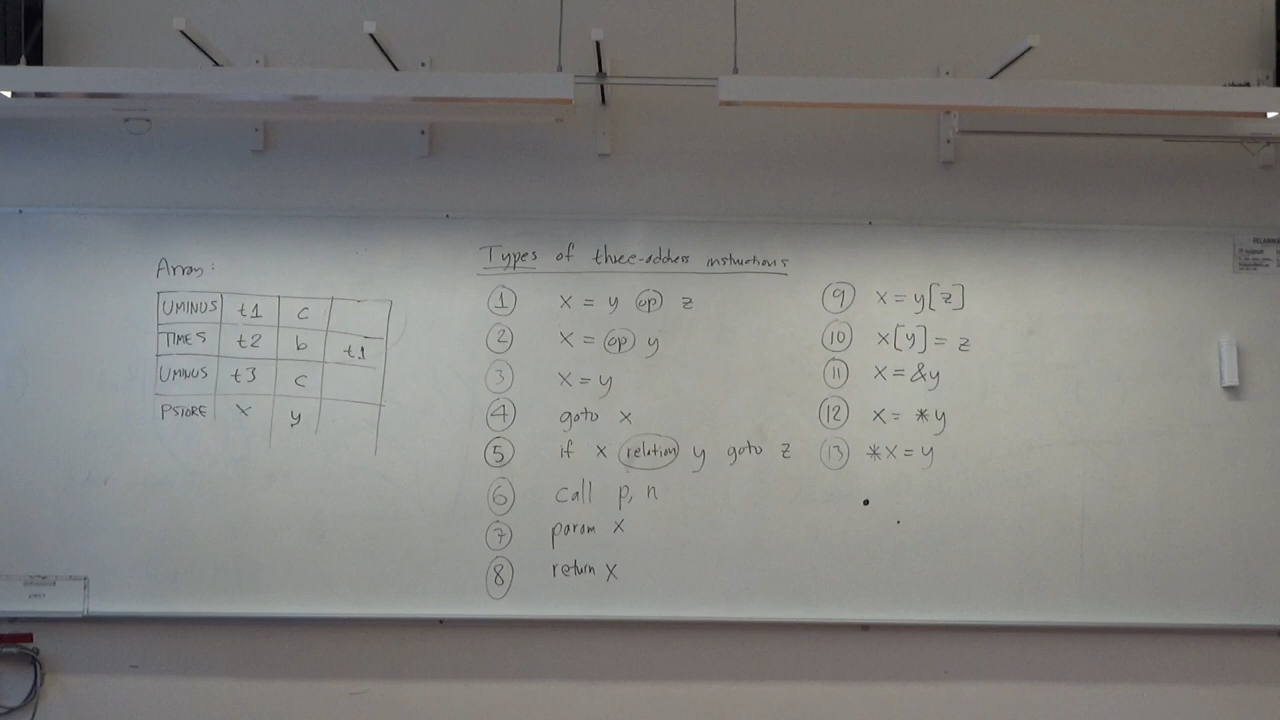 Array:
UMINUS t1 c
TIMES t2 b t1
UMINUS t3 c
PSTORE x y
Types of three-address instructions
1 x = y op z
2 x = op y
3 x = y
4 goto x
5 if x relation y goto z
6 call p, n
7 param x
8 return x
9 x = y[z]
10 x[y] = z
11 x = &y
12 x = *y
13 *x = y